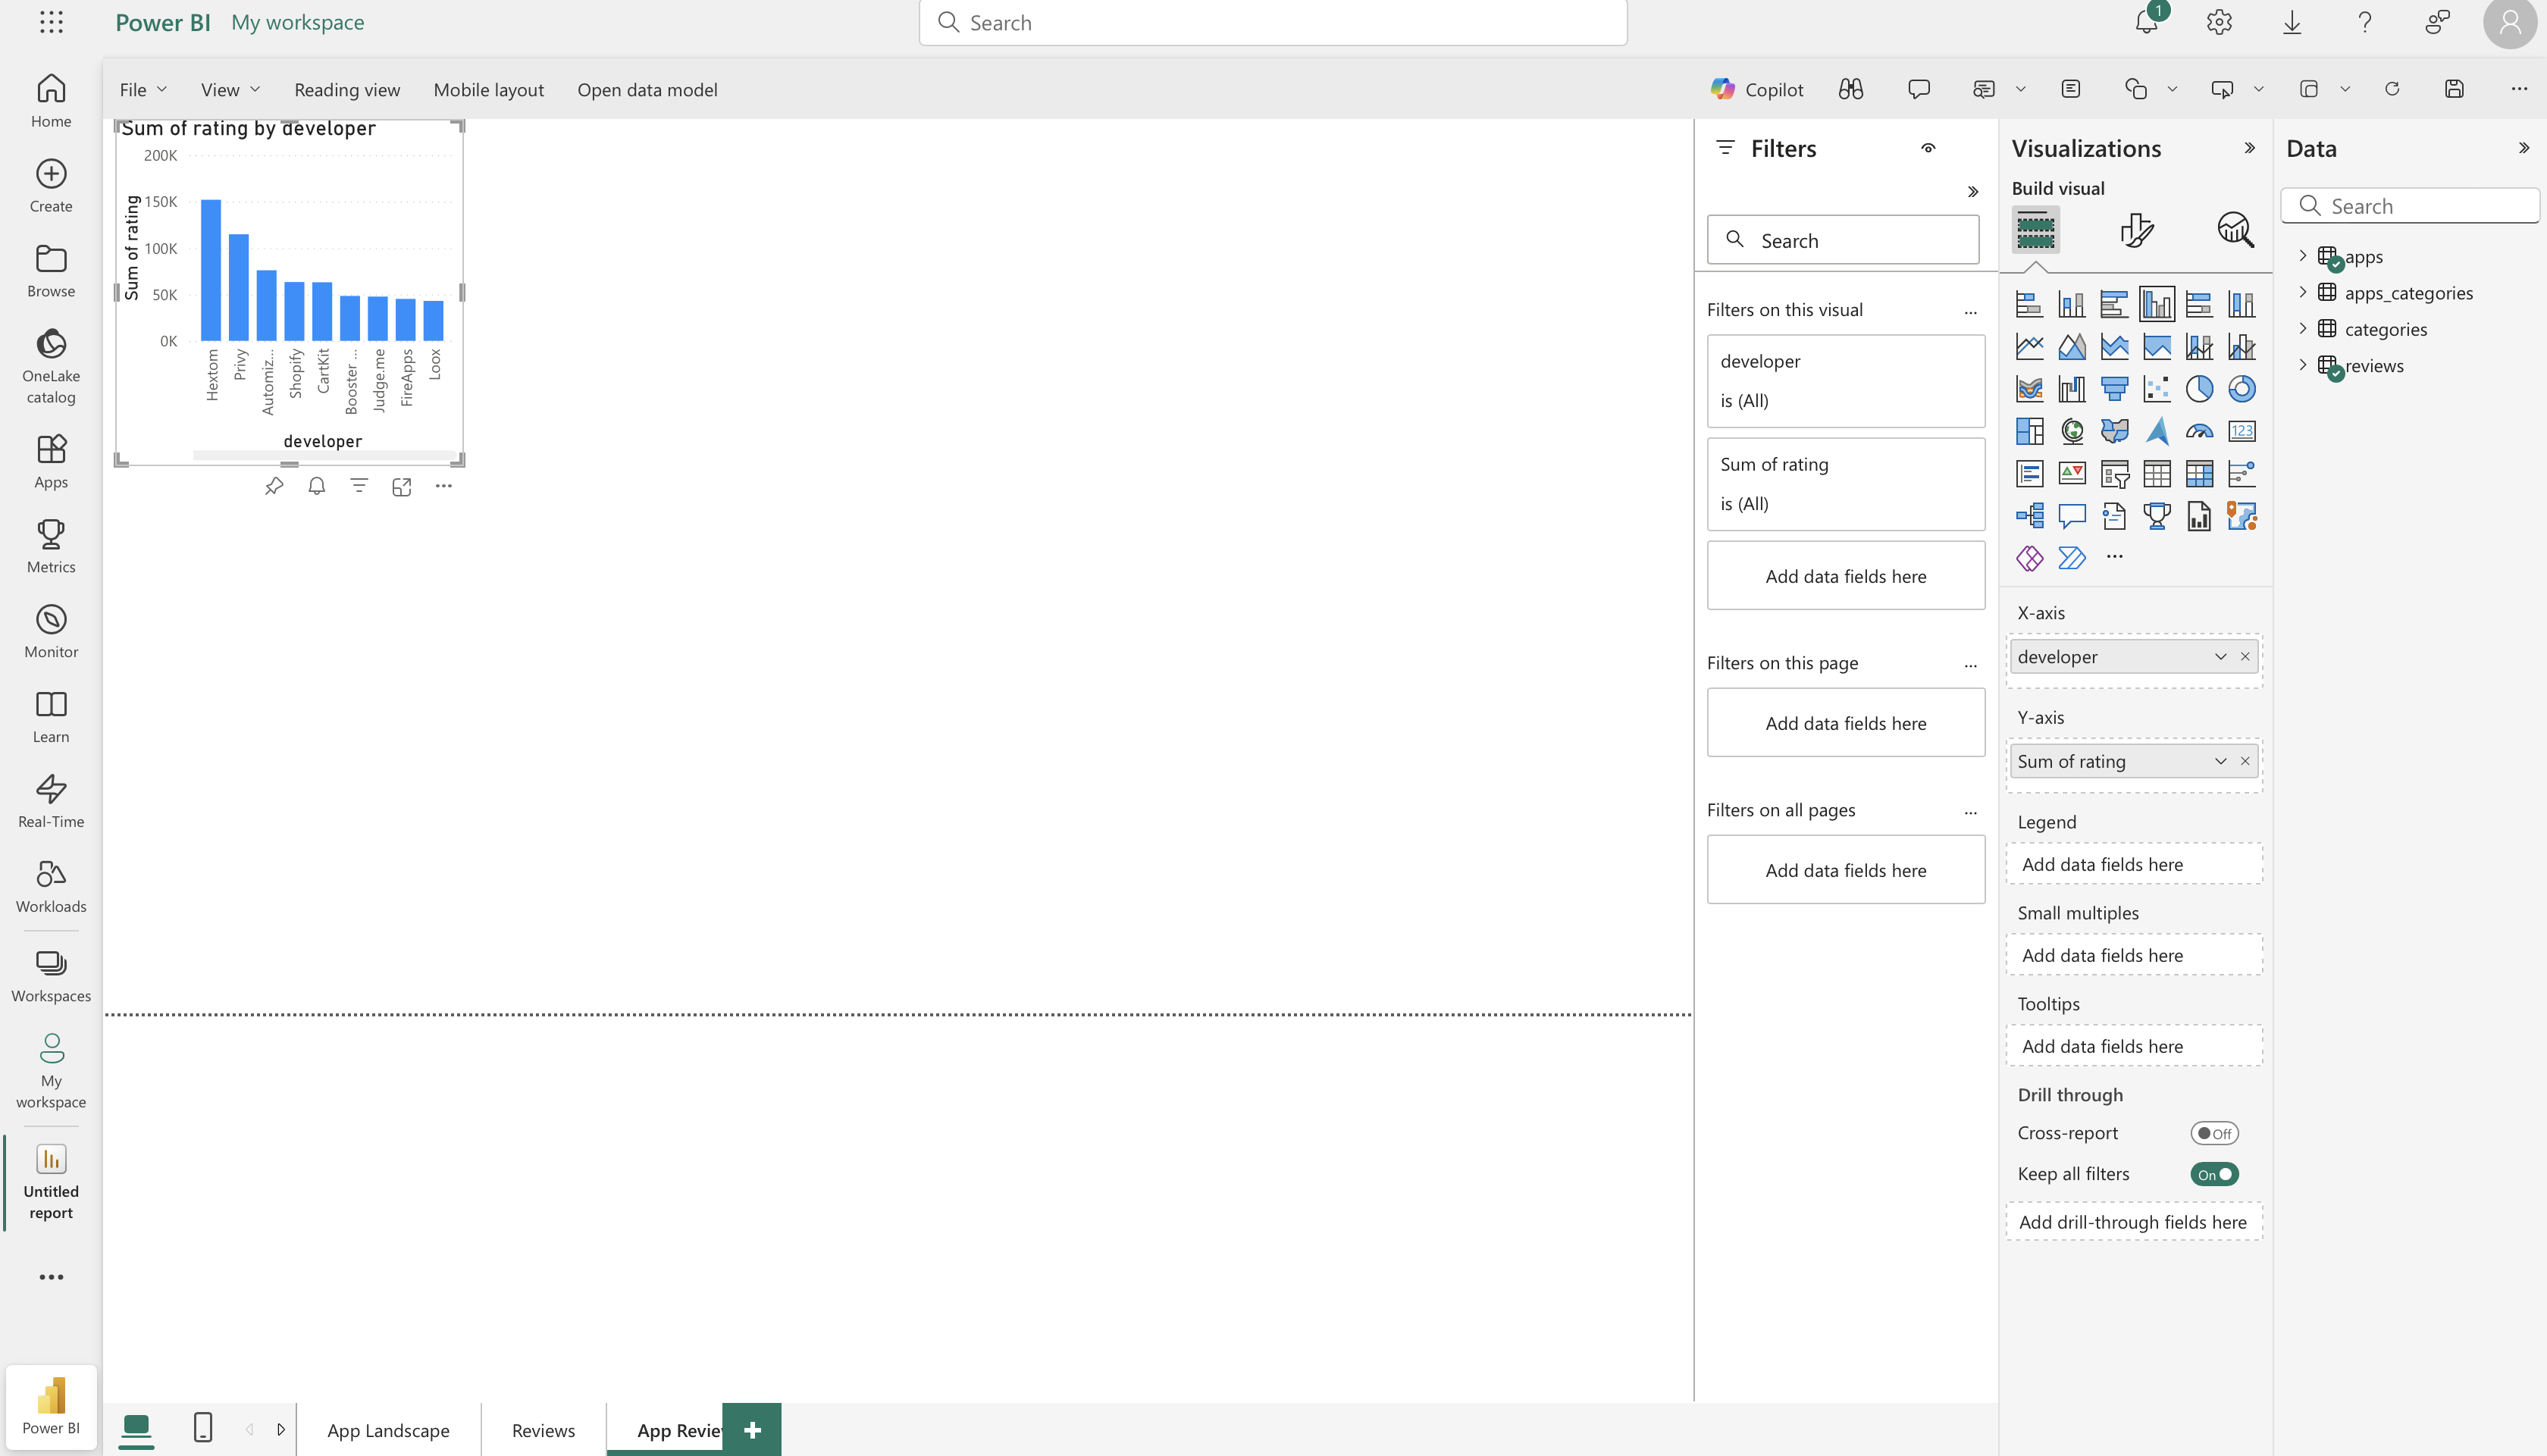 Power BI My workspace
Search
1
File View Reading view Mobile layout Open data model
Copilot
Home
Create
Browse
OneLake
catalog
Apps
Metrics
Monitor
Learn
Real-Time
Workloads
Workspaces
My
workspace
Untitled
report
Power BI
Sum of rating by developer
Sum of rating
200K
150K
100K
50K
0K
Hextom
Privy
Automiz...
Shopify
CartKit
Booster ...
Judge.me
FireApps
Loox
developer
Filters
Search
Filters on this visual
developer
is (All)
Sum of rating
is (All)
Add data fields here
Filters on this page
Add data fields here
Filters on all pages
Add data fields here
Visualizations
Build visual
123
X-axis
developer
Y-axis
Sum of rating
Legend
Add data fields here
Small multiples
Add data fields here
Tooltips
Add data fields here
Drill through
Cross-report Off
Keep all filters On
Add drill-through fields here
Data
Search
apps
apps_categories
categories
reviews
App Landscape Reviews App Revie